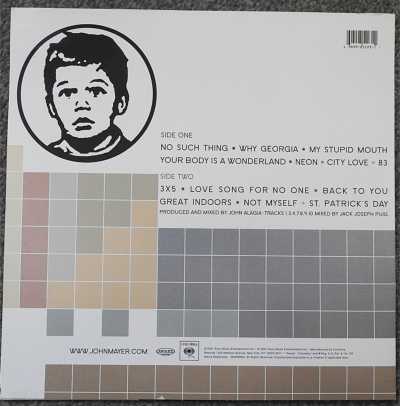 SIDE ONE
NO SUCH THING • WHY GEORGIA • MY STUPID MOUTH
YOUR BODY IS A WONDERLAND • NEON • CITY LOVE • 83
SIDE TWO
3X5 • LOVE SONG FOR NO ONE • BACK TO YOU
GREAT INDOORS • NOT MYSELF • ST. PATRICK'S DAY
PRODUCED AND MIXED BY JOHN ALAGIA • TRACKS 1,3,4,7,8,9,10 MIXED BY JACK JOSEPH PUIG
WWW.JOHNMAYER.COM
COLUMBIA